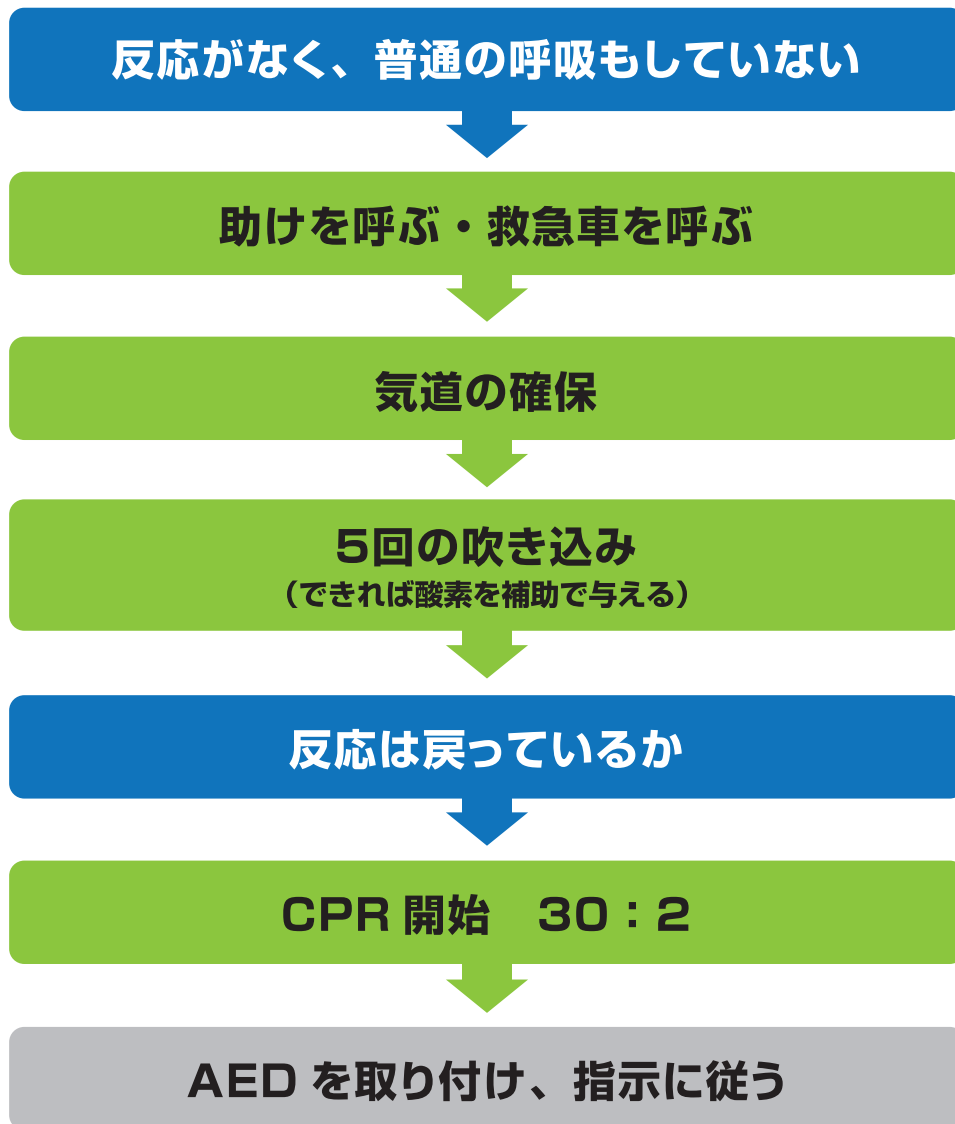 反応がなく、普通の呼吸もしていない
助けを呼ぶ・救急車を呼ぶ
気道の確保
5回の吹き込み
（できれば酸素を補助で与える）
反応は戻っているか
CPR 開始　30：2
AED を取り付け、指示に従う